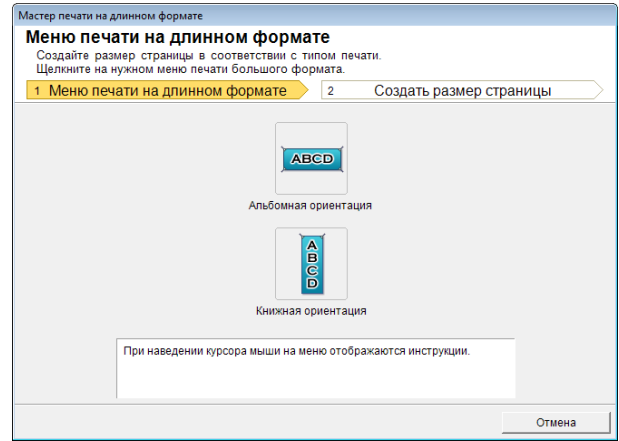 Мастер печати на длинном формате
Меню печати на длинном формате
Создайте размер страницы в соответствии с типом печати.
Щелкните на нужном меню печати большого формата.
1 Меню печати на длинном формате
2 Создать размер страницы
ABCD
Альбомная ориентация
A
B
C
D
Книжная ориентация
При наведении курсора мыши на меню отображаются инструкции.
Отмена